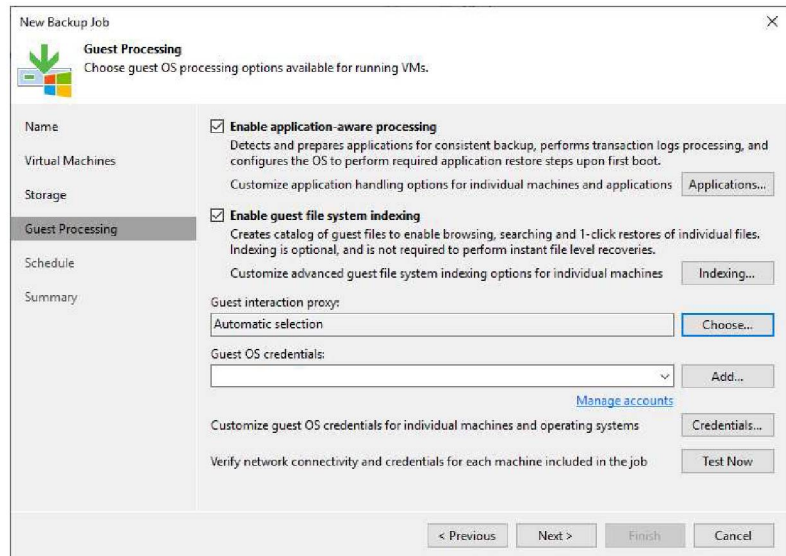 New Backup Job
Guest Processing
Choose guest OS processing options available for running VMs.
Name
Virtual Machines
Storage
Guest Processing
Schedule
Summary
Enable application-aware processing
Detects and prepares applications for consistent backup, performs transaction logs processing, and
configures the OS to perform required application restore steps upon first boot.
Customize application handling options for individual machines and applications
Applications...
Enable guest file system indexing
Creates catalog of guest files to enable browsing, searching and 1-click restores of individual files.
Indexing is optional, and is not required to perform instant file level recoveries.
Customize advanced guest file system indexing options for individual machines
Indexing...
Guest interaction proxy:
Automatic selection
Choose...
Guest OS credentials:
Add...
Manage accounts
Customize guest OS credentials for individual machines and operating systems
Credentials...
Verify network connectivity and credentials for each machine included in the job
Test Now
< Previous
Next >
Finish
Cancel